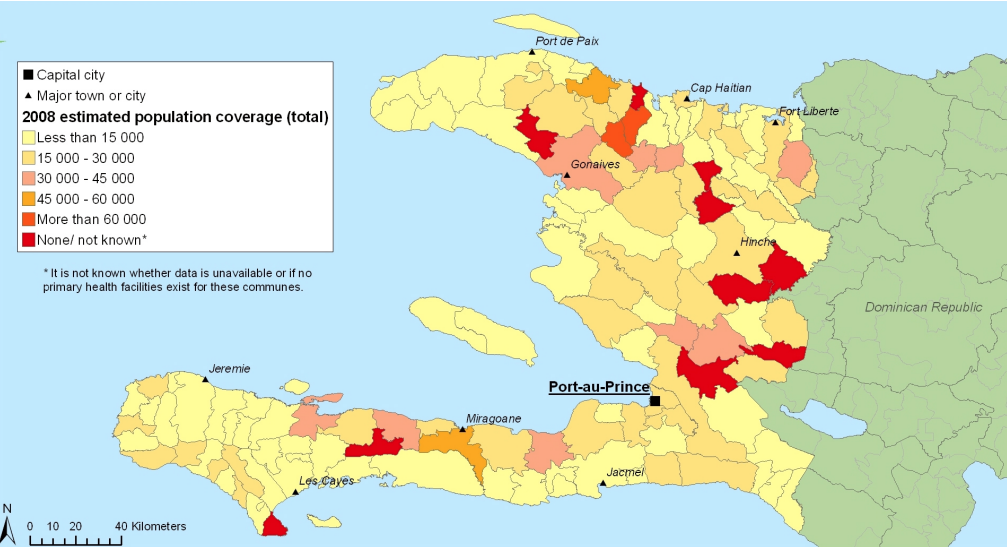 Capital city
Major town or city
2008 estimated population coverage (total)
Less than 15 000
15 000 - 30 000
30 000 - 45 000
45 000 - 60 000
More than 60 000
None/ not known*
* It is not known whether data is unavailable or if no
primary health facilities exist for these communes.
Port de Paix
Cap Haitian
Fort Liberte
Gonaives
Hinche
Dominican Republic
Jeremie
Port-au-Prince
Miragoane
Les Cayes
Jacmel
N
0 10 20 40 Kilometers